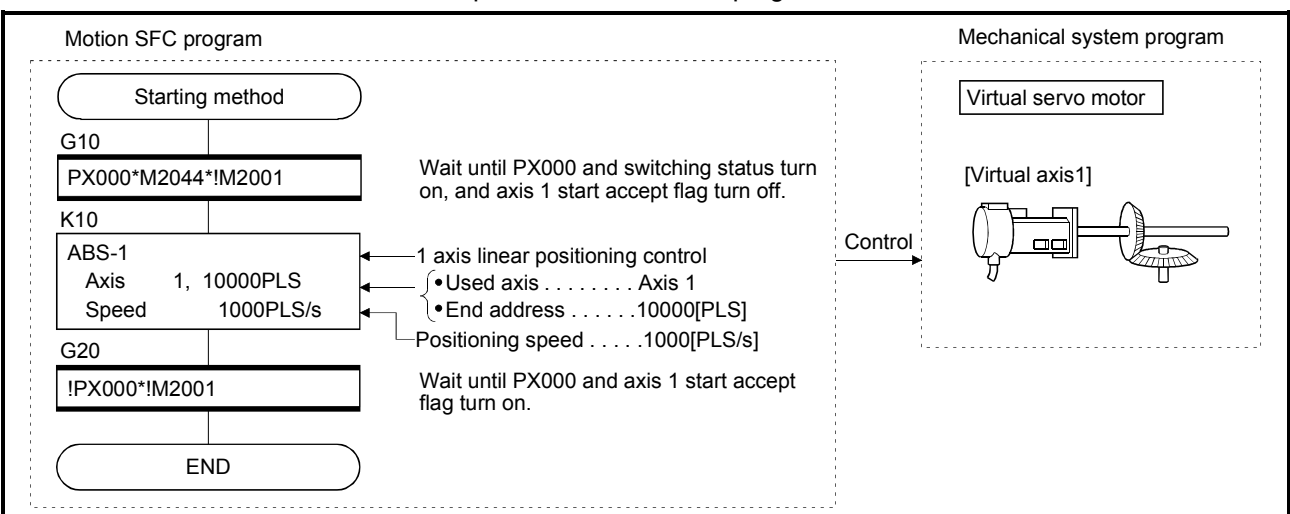 Motion SFC program
Starting method
G10
PX000*M2044*!M2001
Wait until PX000 and switching status turn
on, and axis 1 start accept flag turn off.
K10
ABS-1
Axis 1, 10000PLS
Speed 1000PLS/s
1 axis linear positioning control
•Used axis . . . . . . . . Axis 1
•End address . . . . . .10000[PLS]
Positioning speed . . . . .1000[PLS/s]
G20
!PX000*!M2001
Wait until PX000 and axis 1 start accept
flag turn on.
END
Control
Mechanical system program
Virtual servo motor
[Virtual axis1]